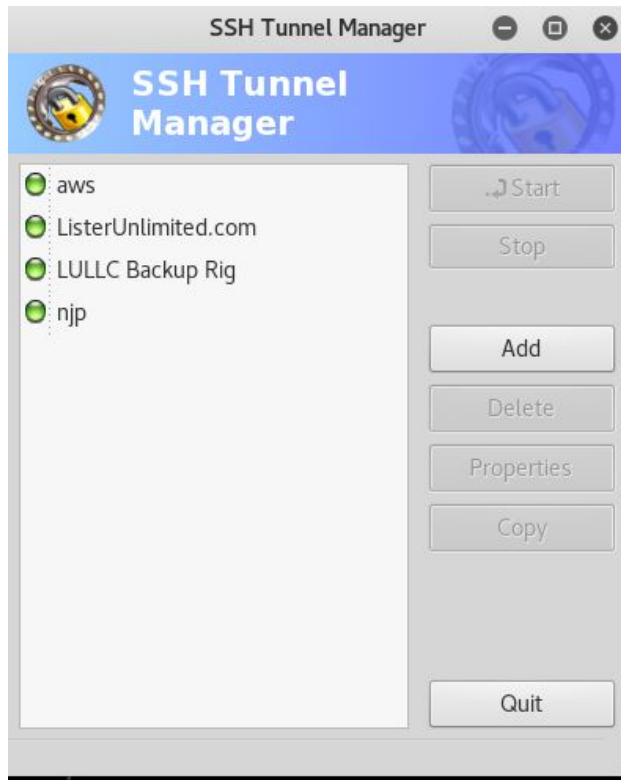 SSH Tunnel Manager
SSH Tunnel
Manager
aws
ListerUnlimited.com
LULLC Backup Rig
njp
Start
Stop
Add
Delete
Properties
Copy
Quit